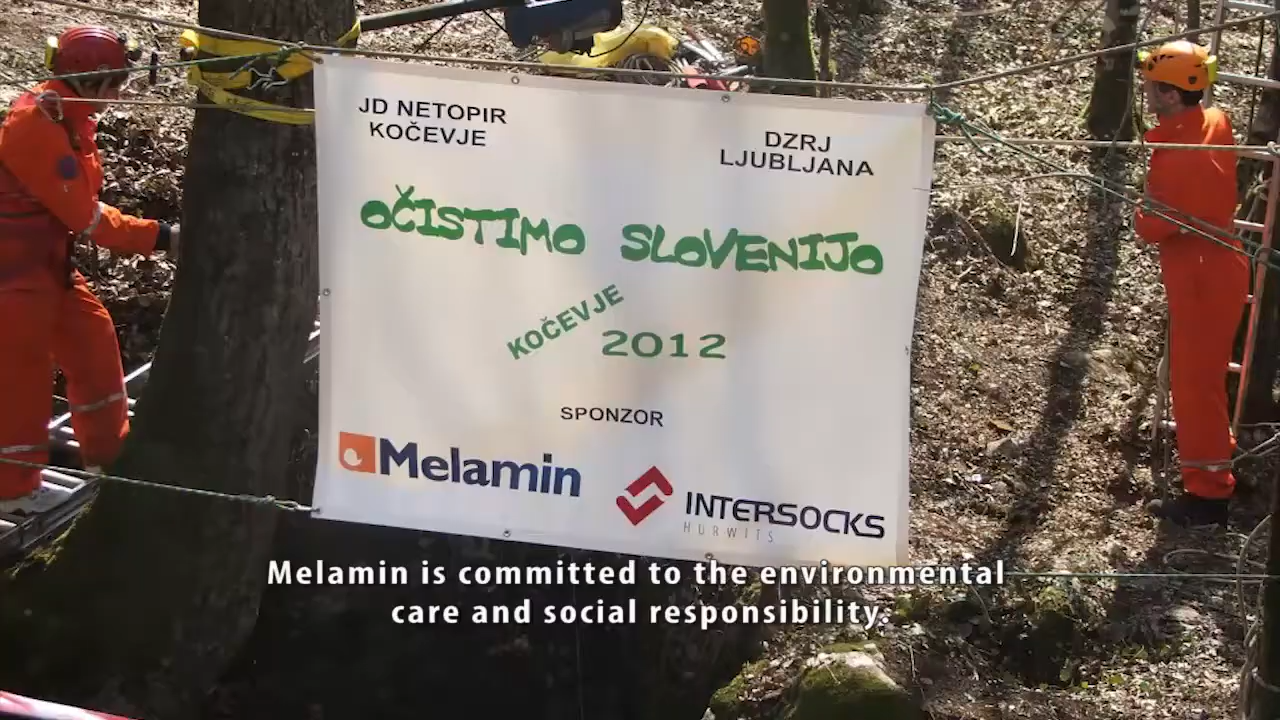 JD NETOPIR
KOČEVJE
DZRJ
LJUBLJANA
OČISTIMO SLOVENIJO
KOČEVJE
2012
SPONZOR
Melamin
INTERSOCKS
HURWITS
Melamin is committed to the environmental
care and social responsibility.